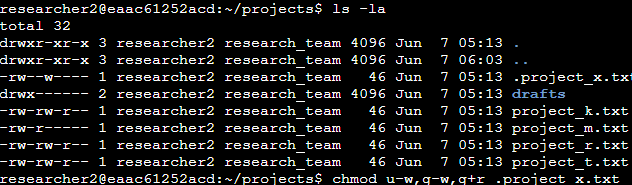 researcher2@eaac61252acd:~/projects$ ls -la
total 32
drwxr-xr-x 3 researcher2 research_team 4096 Jun  7 05:13 .
drwxr-xr-x 3 researcher2 research_team 4096 Jun  7 06:03 ..
-rw--w---- 1 researcher2 research_team   46 Jun  7 05:13 .project_x.txt
drwx------ 2 researcher2 research_team 4096 Jun  7 05:13 drafts
-rw-rw-r-- 1 researcher2 research_team   46 Jun  7 05:13 project_k.txt
-rw-r----- 1 researcher2 research_team   46 Jun  7 05:13 project_m.txt
-rw-rw-r-- 1 researcher2 research_team   46 Jun  7 05:13 project_r.txt
-rw-rw-r-- 1 researcher2 research_team   46 Jun  7 05:13 project_t.txt
researcher2@eaac61252acd:~/projects$ chmod u-w,g-w,g+r .project_x.txt